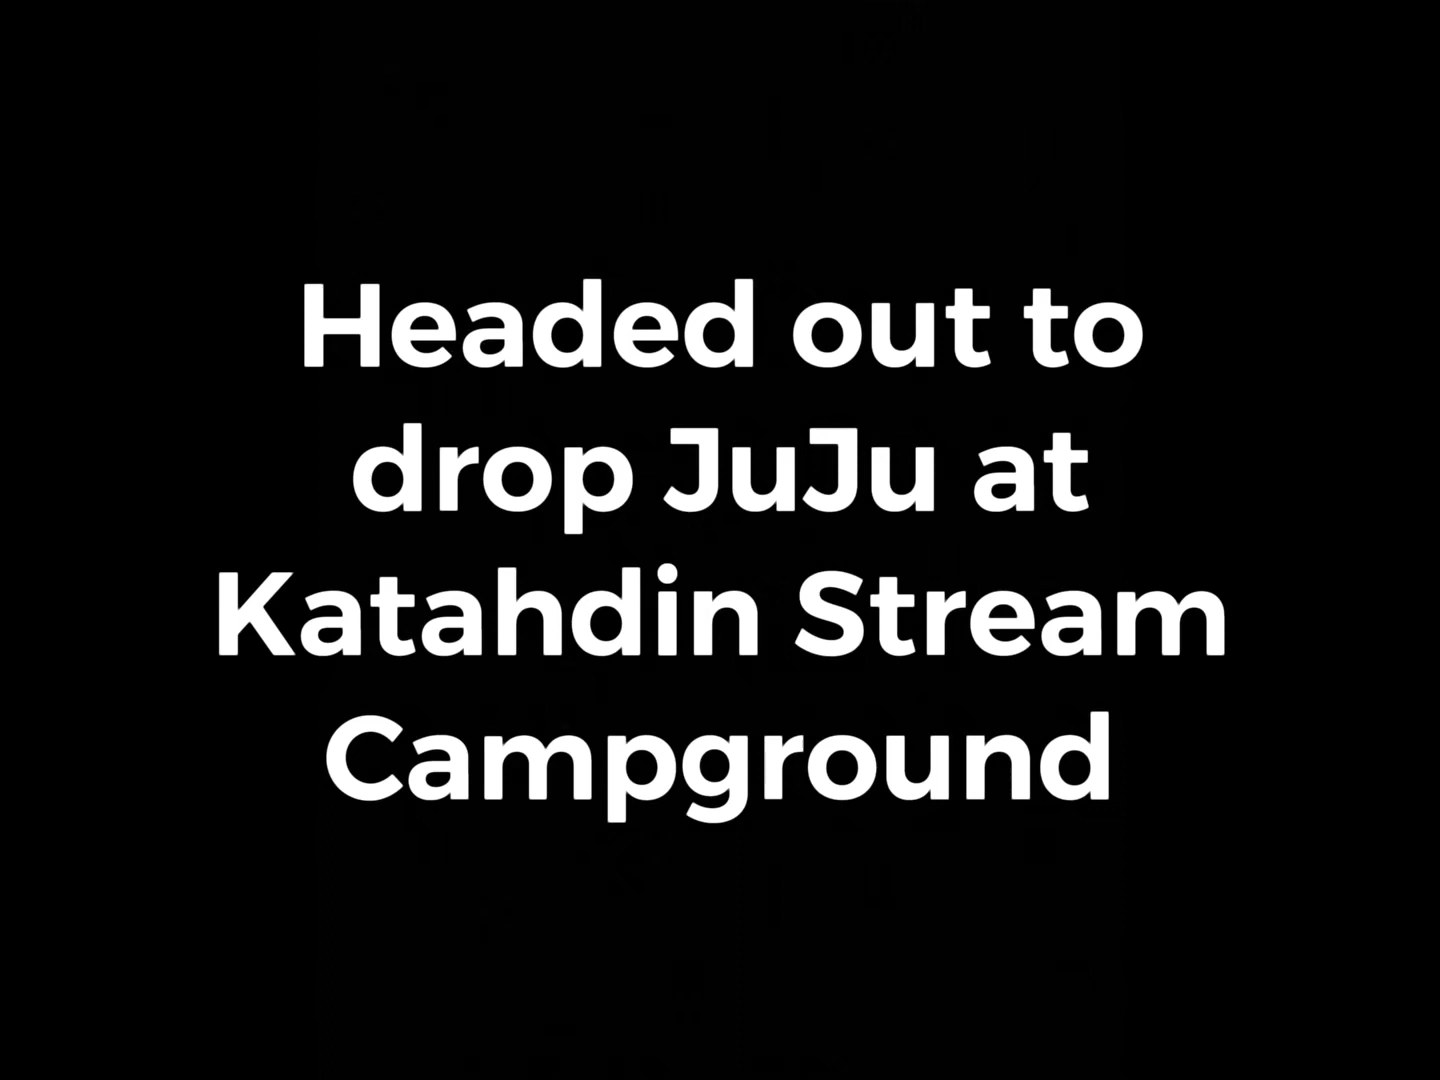 Headed out to
drop JuJu at
Katahdin Stream
Campground